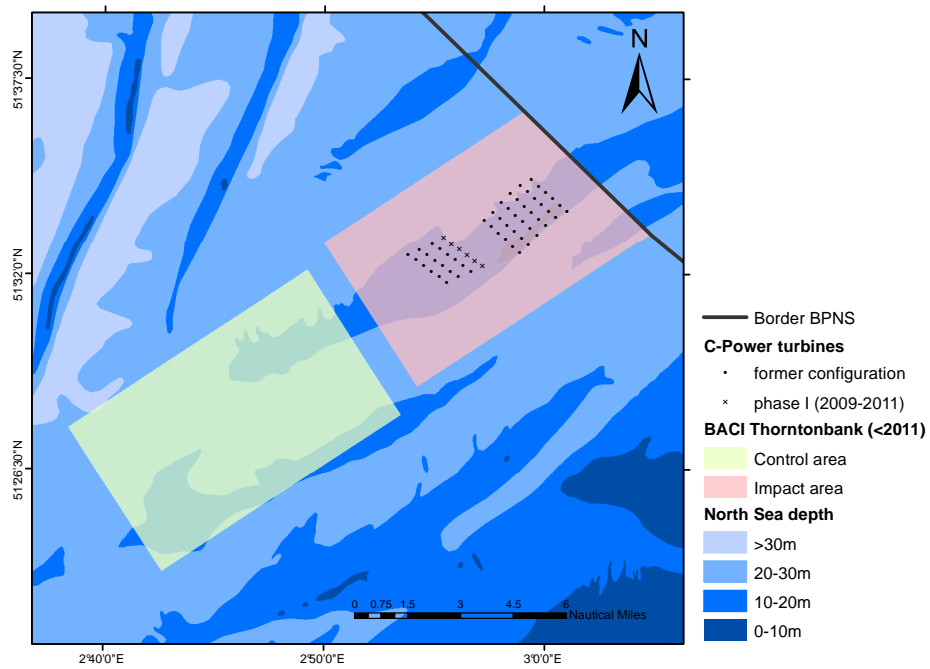 N
51°37'30"N
51°32'0"N
51°26'30"N
2°40'0"E
2°50'0"E
3°0'0"E
0 0.75 1.5 3 4.5 6
Nautical Miles
Border BPNS
C-Power turbines
former configuration
phase I (2009-2011)
BACI Thorntonbank (<2011)
Control area
Impact area
North Sea depth
>30m
20-30m
10-20m
0-10m